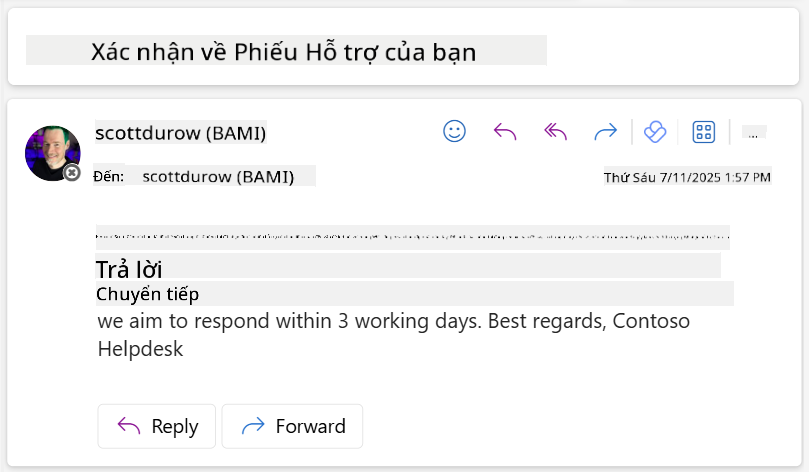 Xác nhận về Phiếu Hỗ trợ của bạn
scottdurow (BAMI)
...
Đến: scottdurow (BAMI)
Thứ Sáu 7/11/2025 1:57 PM
Trả lời
Chuyển tiếp
we aim to respond within 3 working days. Best regards, Contoso
Helpdesk
Reply
Forward